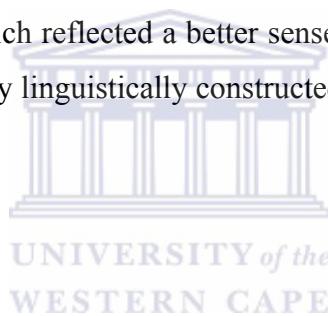 ch reflected a better sense
y linguistically constructed
UNIVERSITY of the
WESTERN CAPE